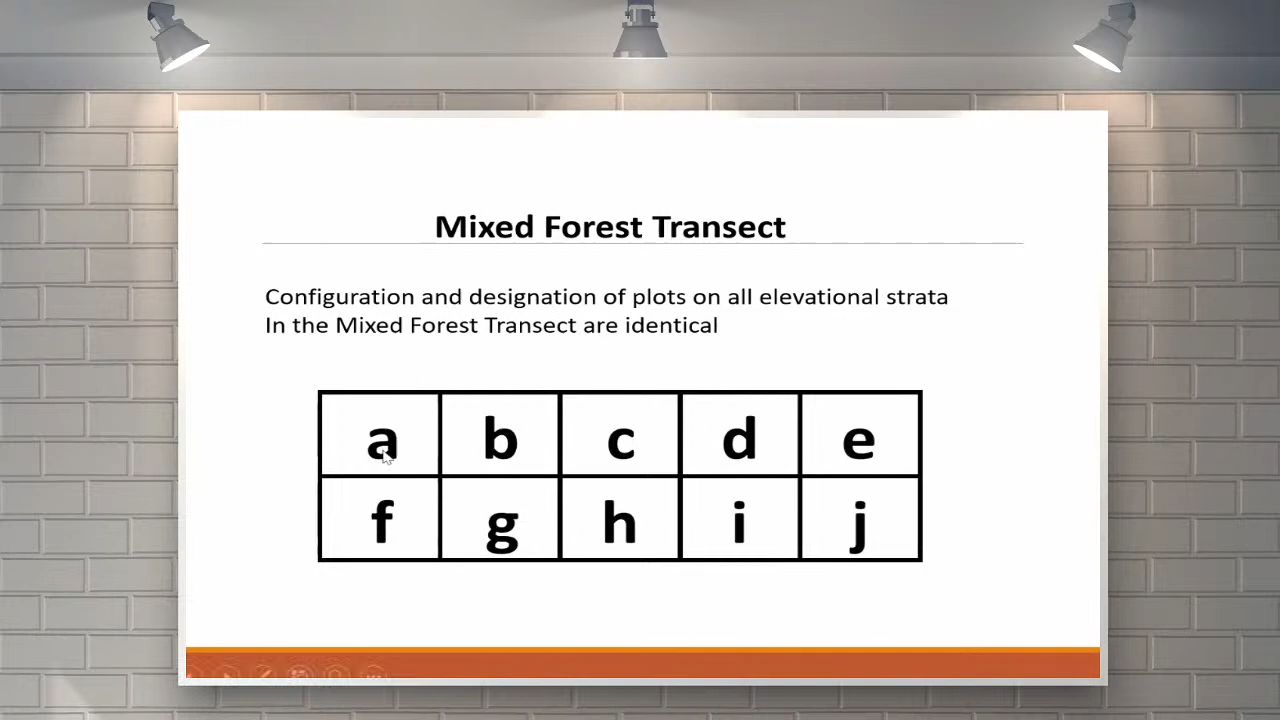 Mixed Forest Transect
Configuration and designation of plots on all elevational strata
In the Mixed Forest Transect are identical
a b c d e
f g h i j